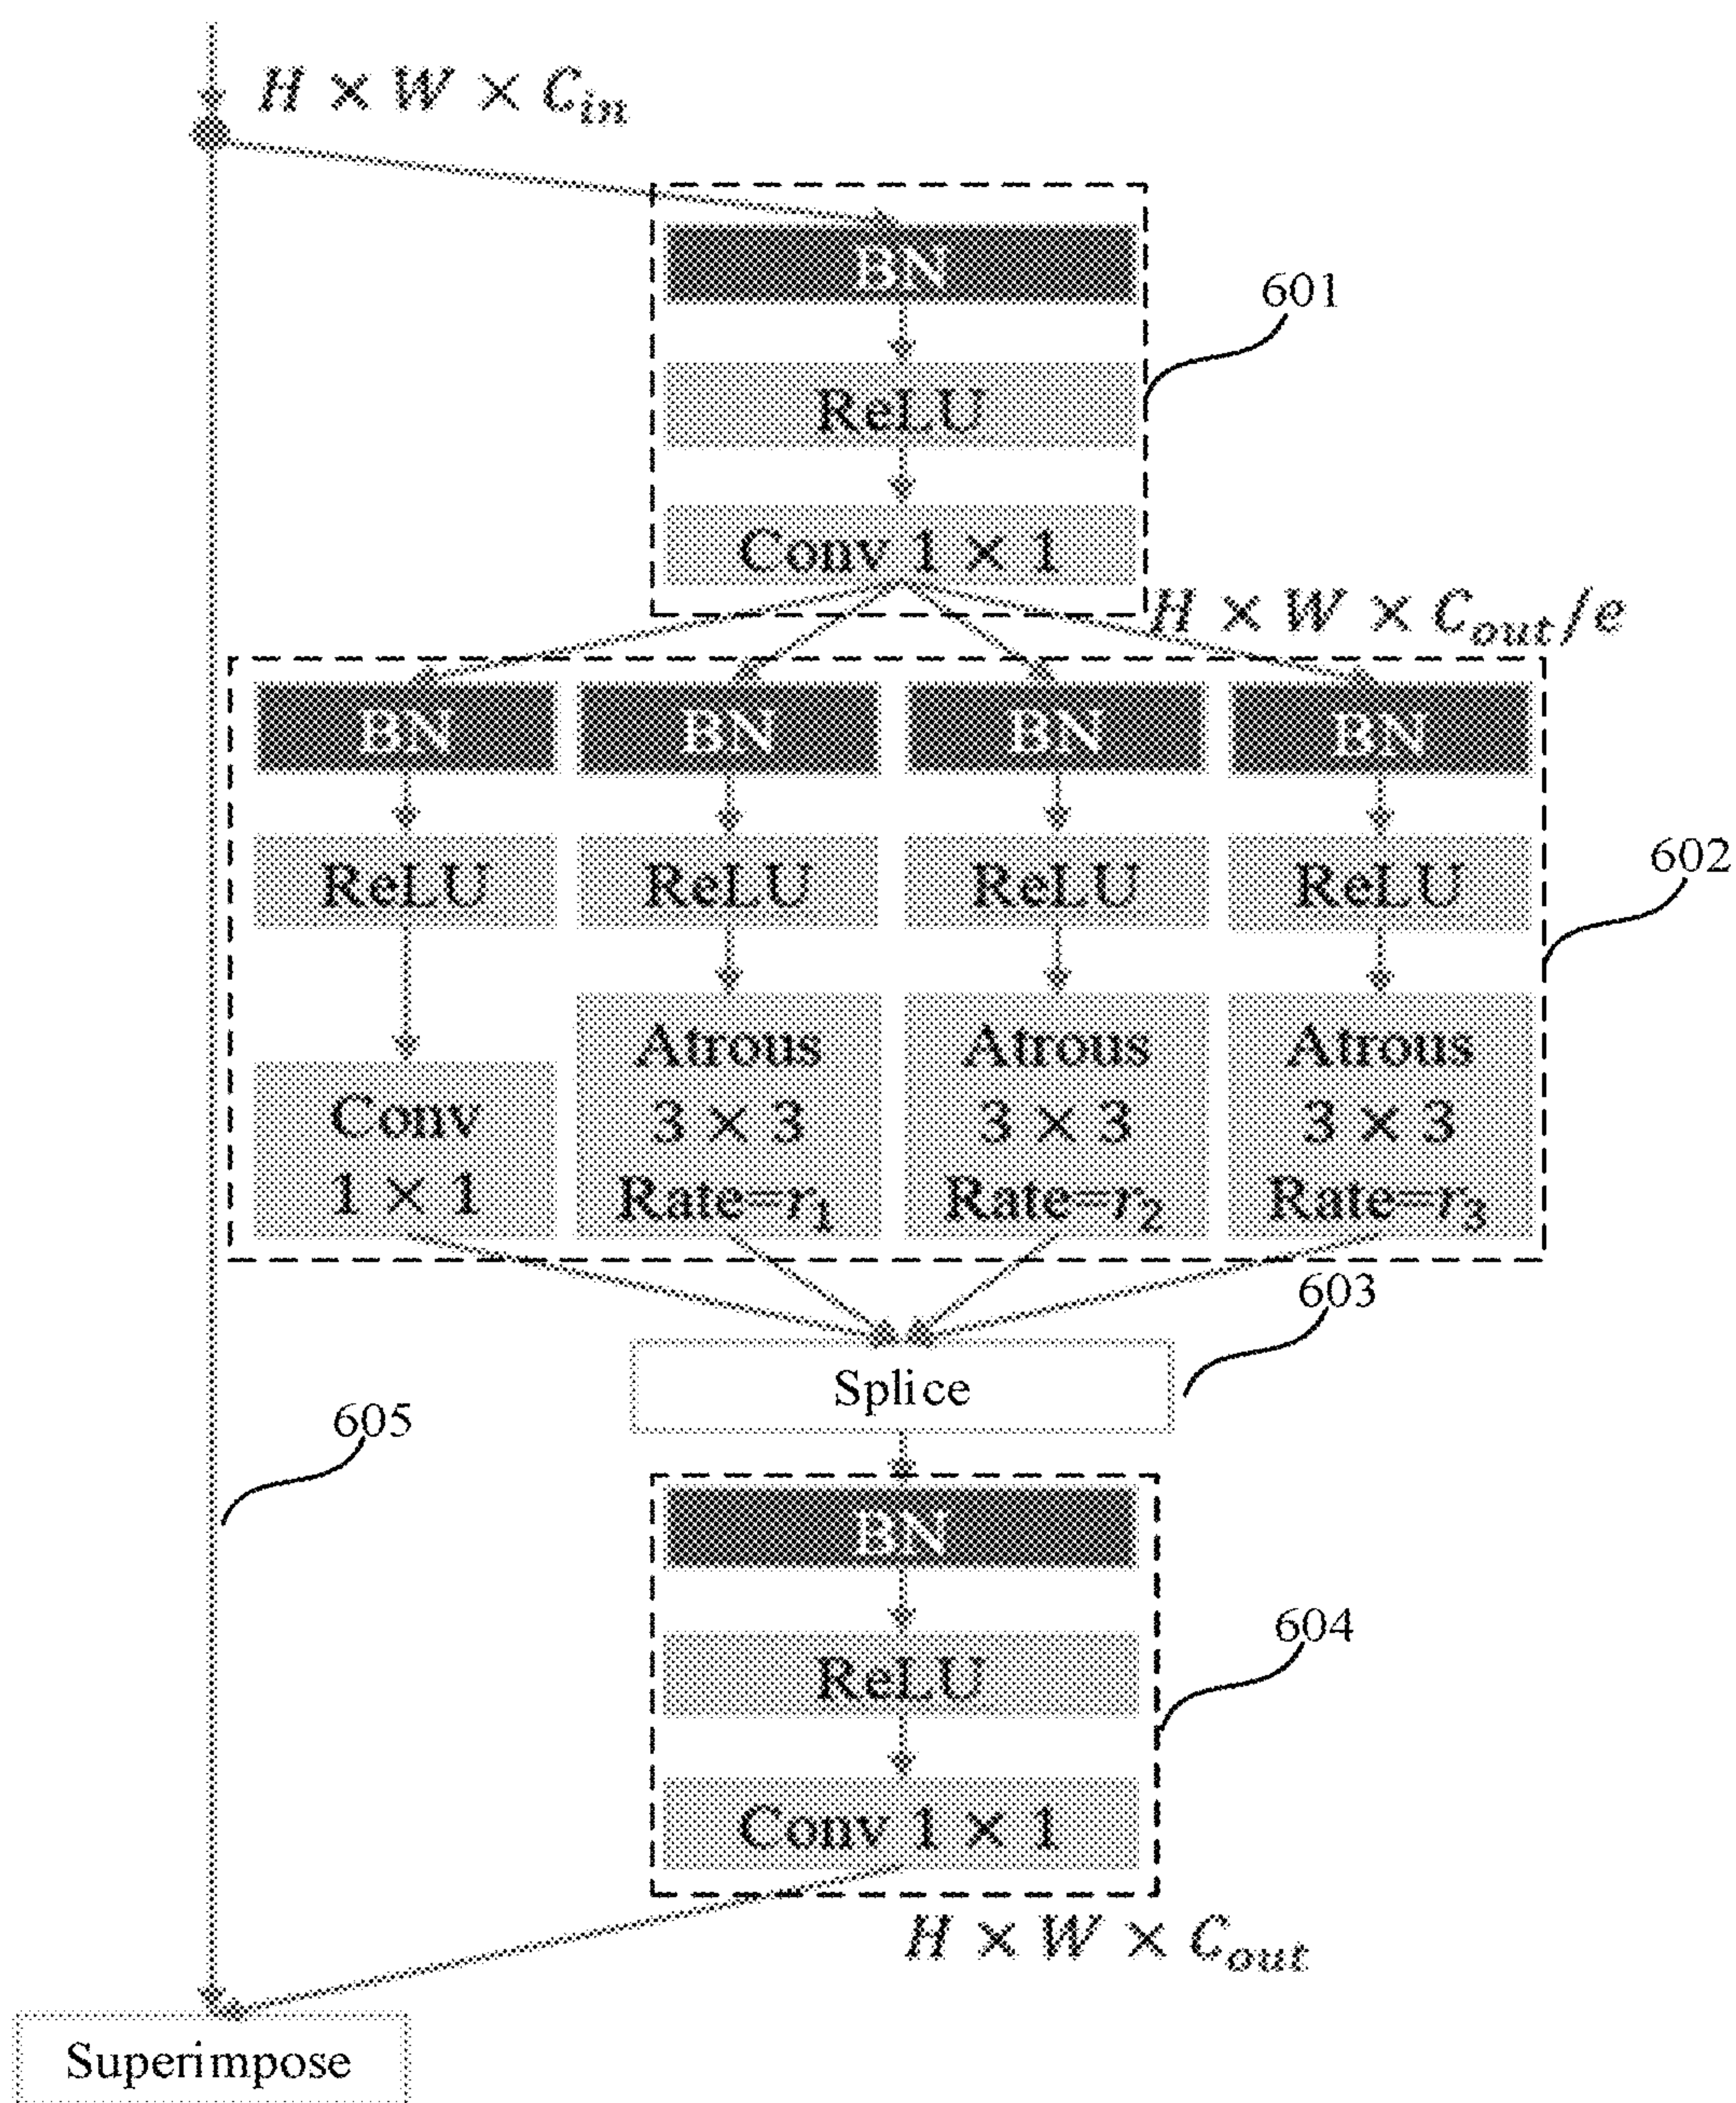 H × W × C_in
BN
601
ReLU
Conv 1 × 1
H × W × C_out/e
BN BN BN BN
ReLU ReLU ReLU ReLU
602
Conv
1 × 1
Atrous
3 × 3
Rate=r_1
Atrous
3 × 3
Rate=r_2
Atrous
3 × 3
Rate=r_3
603
Splice
605
BN
604
ReLU
Conv 1 × 1
H × W × C_out
Superimpose